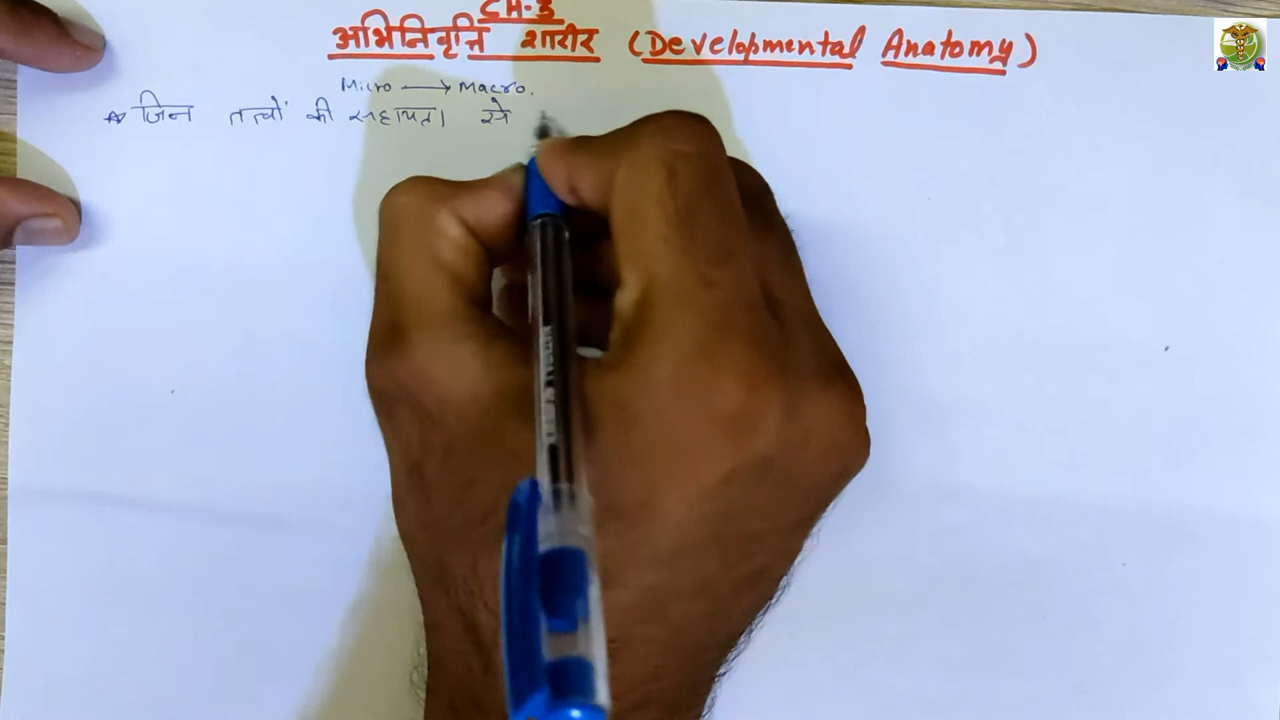 CH-3
अभिनिवृत्ति शारीर (Developmental Anatomy)
Micro → Macro.
जिन तत्वों की सहायता से